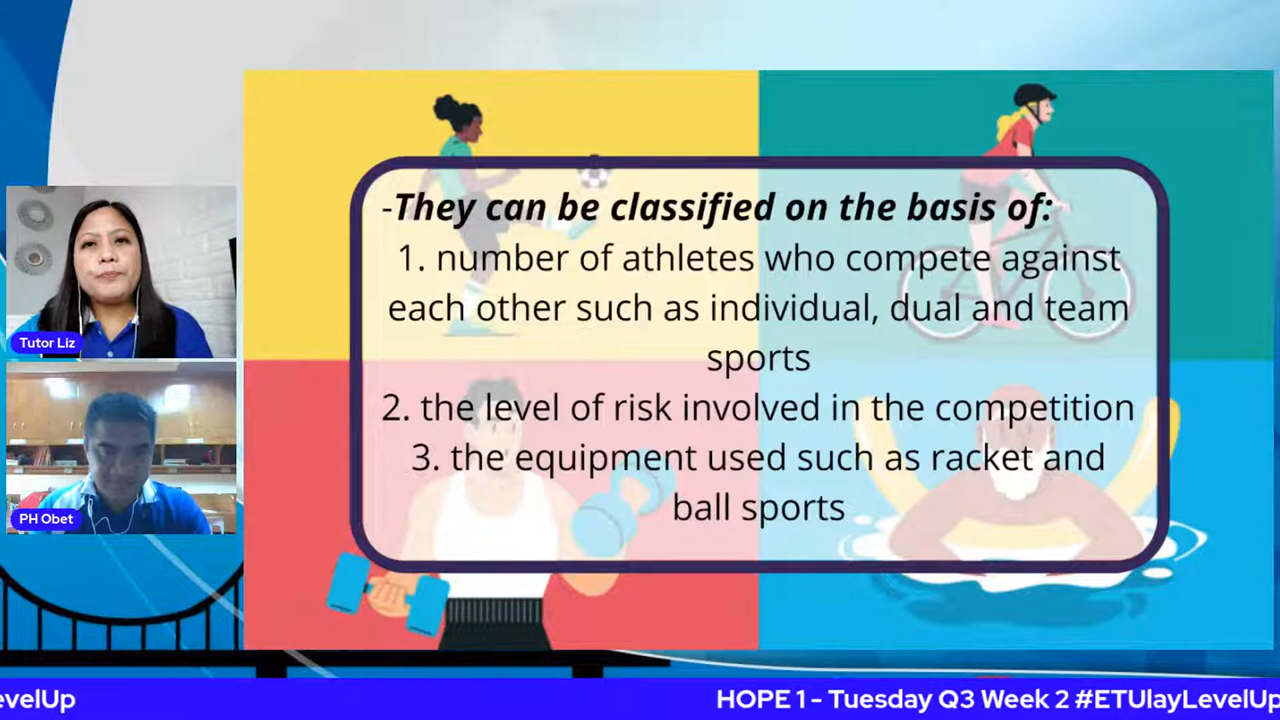 -They can be classified on the basis of:
1. number of athletes who compete against
each other such as individual, dual and team
sports
2. the level of risk involved in the competition
3. the equipment used such as racket and
ball sports
Tutor Liz
PH Obet
evelUp
HOPE 1 - Tuesday Q3 Week 2 #ETUlayLevelUp